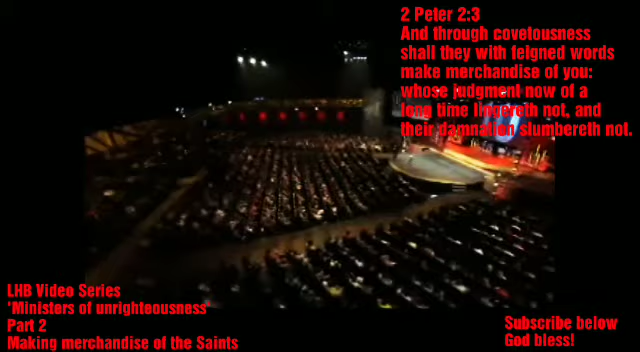 2 Peter 2:3
And through covetousness
shall they with feigned words
make merchandise of you:
whose judgment now of a
long time lingereth not, and
their damnation slumbereth not.
LHB Video Series
"Ministers of unrighteousness"
Part 2
Making merchandise of the Saints
Subscribe below
God bless!